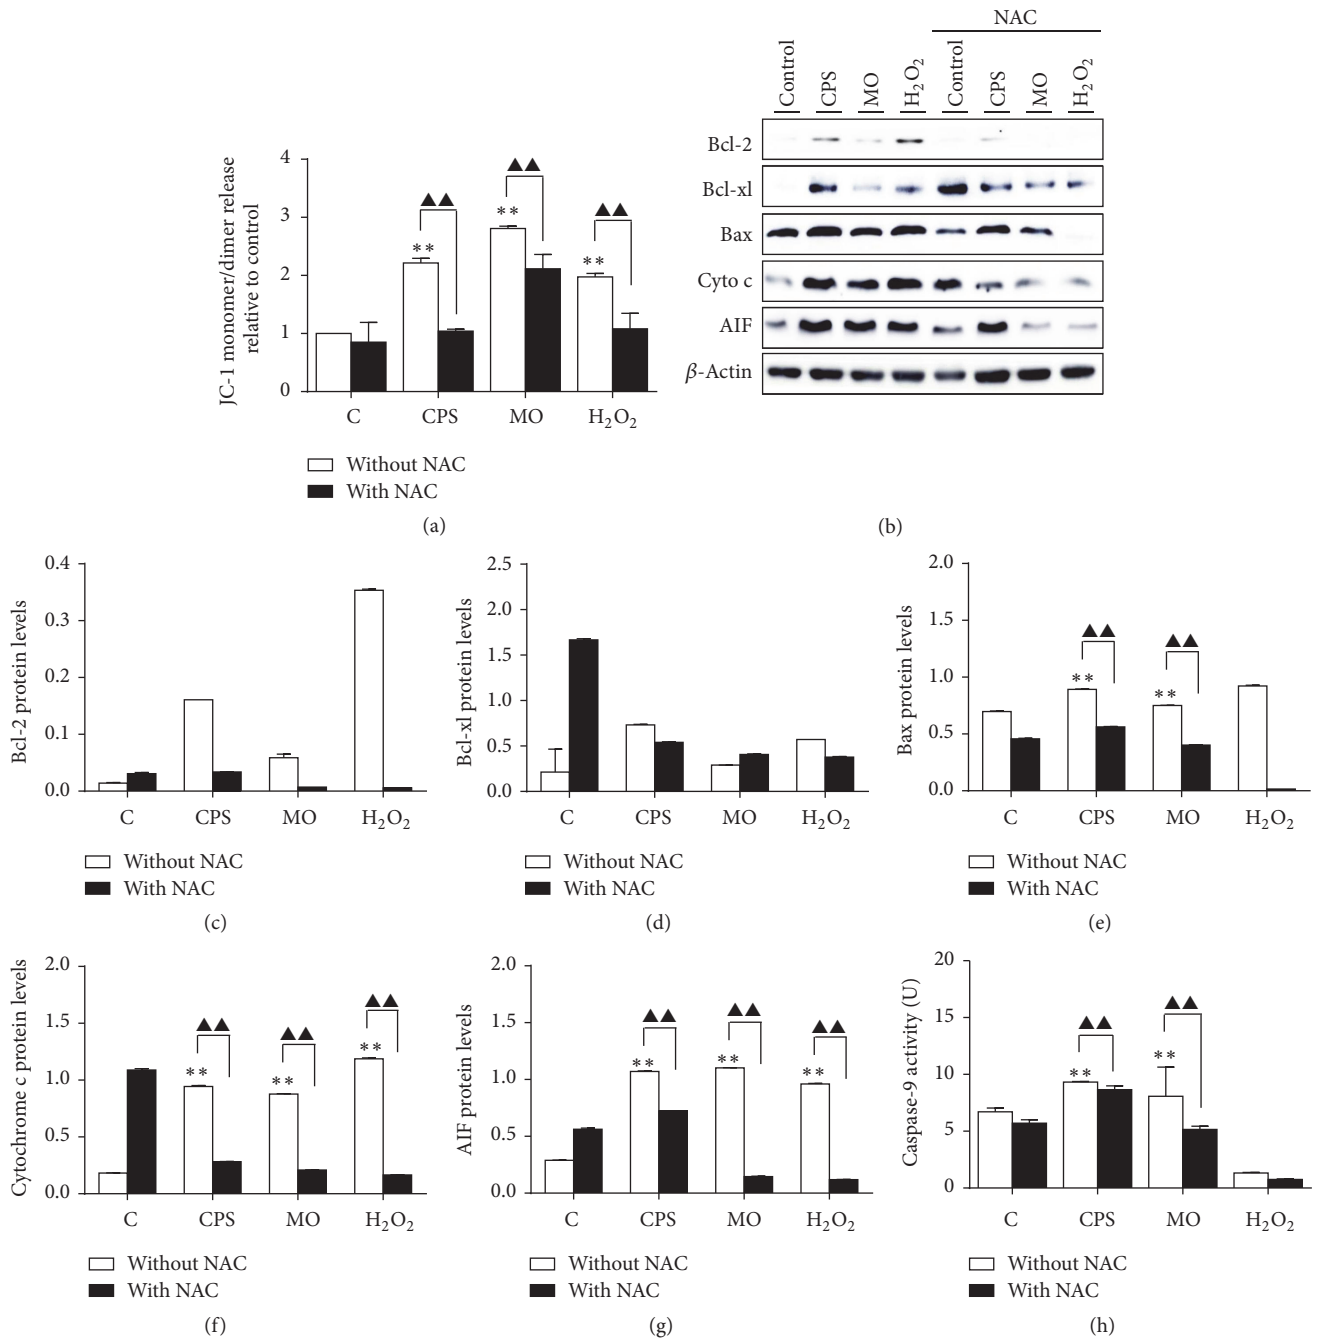 JC-1 monomer/dimer release
relative to control
4
3
2
1
0
▲▲
▲▲
▲▲
**
**
**
C CPS MO H₂O₂
Without NAC
With NAC
(a)
NAC
Control CPS MO H₂O₂ Control CPS MO H₂O₂
Bcl-2
Bcl-xl
Bax
Cyto c
AIF
β-Actin
(b)
Bcl-2 protein levels
0.4
0.3
0.2
0.1
0.0
C CPS MO H₂O₂
Without NAC
With NAC
(c)
Bcl-xl protein levels
2.5
2.0
1.5
1.0
0.5
0.0
C CPS MO H₂O₂
Without NAC
With NAC
(d)
Bax protein levels
2.0
1.5
1.0
0.5
0.0
▲▲
▲▲
**
**
C CPS MO H₂O₂
Without NAC
With NAC
(e)
Cytochrome c protein levels
2.0
1.5
1.0
0.5
0.0
▲▲
▲▲
▲▲
**
**
**
C CPS MO H₂O₂
Without NAC
With NAC
(f)
AIF protein levels
2.0
1.5
1.0
0.5
0.0
▲▲
▲▲
▲▲
**
**
**
C CPS MO H₂O₂
Without NAC
With NAC
(g)
Caspase-9 activity (U)
20
15
10
5
0
▲▲
▲▲
**
**
C CPS MO H₂O₂
Without NAC
With NAC
(h)